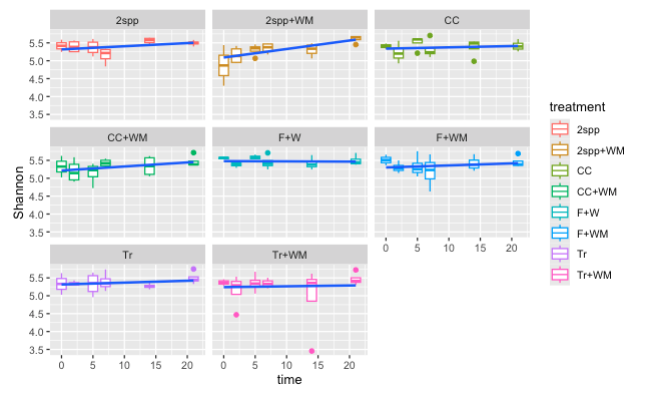 2spp 2spp+WM CC
5.5
5.0
4.5
4.0
3.5
CC+WM F+W F+WM
5.5
5.0
4.5
4.0
3.5
0 5 10 15 20
Tr Tr+WM
5.5
5.0
4.5
4.0
3.5
0 5 10 15 20 0 5 10 15 20
time
Shannon
treatment
2spp
2spp+WM
CC
CC+WM
F+W
F+WM
Tr
Tr+WM